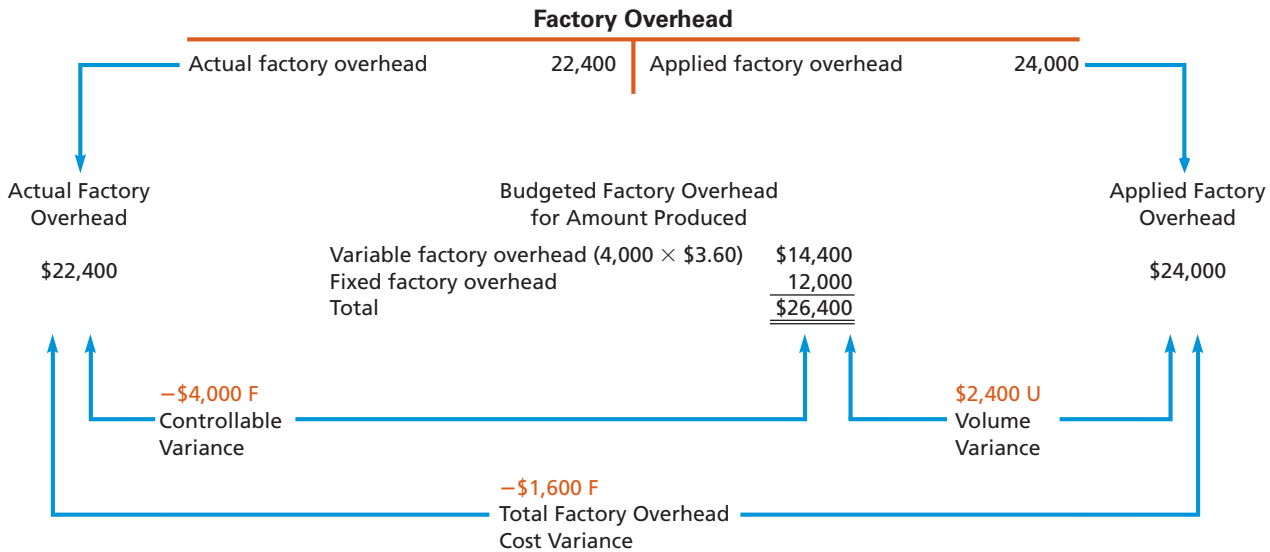 Factory Overhead
Actual factory overhead 22,400 Applied factory overhead 24,000
Actual Factory
Overhead
$22,400
Budgeted Factory Overhead
for Amount Produced
Variable factory overhead (4,000 × $3.60) $14,400
Fixed factory overhead 12,000
Total $26,400
Applied Factory
Overhead
$24,000
−$4,000 F
Controllable
Variance
$2,400 U
Volume
Variance
−$1,600 F
Total Factory Overhead
Cost Variance